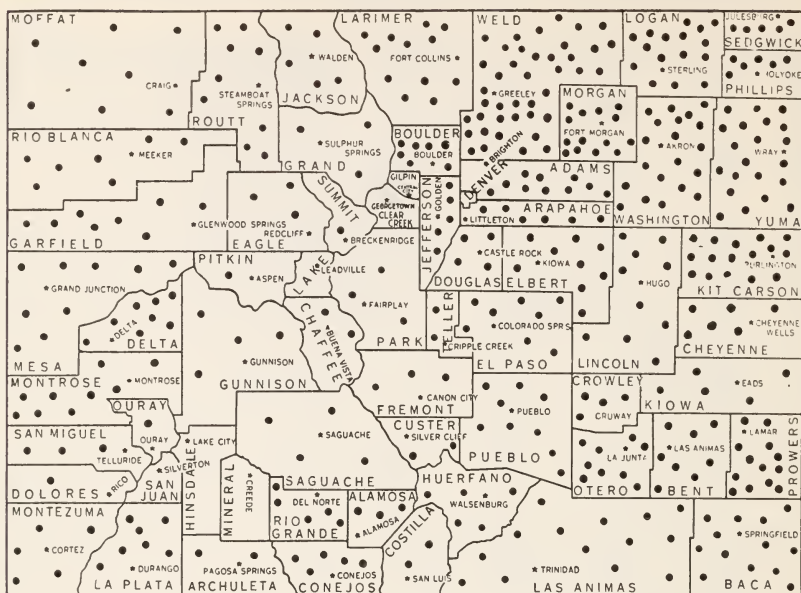 MOFFAT
CRAIG
ROUTT
STEAMBOAT
SPRINGS
WALDEN
JACKSON
LARIMER
FORT COLLINS
WELD
GREELEY
LOGAN
STERLING
JULESBURG
SEDGWICK
HOLYOKE
PHILLIPS
RIO BLANCA
MEEKER
GRAND
SULPHUR
SPRINGS
BOULDER
BOULDER
MORGAN
FORT MORGAN
BRIGHTON
ADAMS
AKRON
WASHINGTON
WRAY
YUMA
GARFIELD
GLENWOOD SPRINGS
REDCLIFF
EAGLE
SUMMIT
BRECKENRIDGE
GILPIN
CENTRAL
CITY
GEORGETOWN
CLEAR
CREEK
JEFFERSON
GOLDEN
DENVER
LITTLETON
ARAPAHOE
MESA
GRAND JUNCTION
DELTA
DELTA
PITKIN
ASPEN
LAKE
LEADVILLE
FAIRPLAY
PARK
DOUGLAS
CASTLE ROCK
ELBERT
KIOWA
LINCOLN
HUGO
BURLINGTON
KIT CARSON
CHEYENNE
WELLS
CHEYENNE
MONTROSE
MONTROSE
GUNNISON
GUNNISON
CHAFFEE
BUENA VISTA
TELLER
CRIPPLE CREEK
COLORADO SPRS.
EL PASO
OURAY
OURAY
SAN MIGUEL
TELLURIDE
LAKE CITY
HINSDALE
SAGUACHE
SAGUACHE
CANON CITY
FREMONT
CUSTER
SILVER CLIFF
PUEBLO
PUEBLO
CROWLEY
CRUWAY
KIOWA
EADS
DOLORES
RICO
SILVERTON
SAN
JUAN
MINERAL
CREEDE
DEL NORTE
RIO
GRANDE
ALAMOSA
ALAMOSA
HUERFANO
WALSENBURG
LA JUNTA
OTERO
LAS ANIMAS
BENT
LAMAR
PROWERS
MONTEZUMA
CORTEZ
DURANGO
LA PLATA
PAGOSA SPRINGS
ARCHULETA
CONEJOS
CONEJOS
COSTILLA
SAN LUIS
TRINIDAD
LAS ANIMAS
SPRINGFIELD
BACA